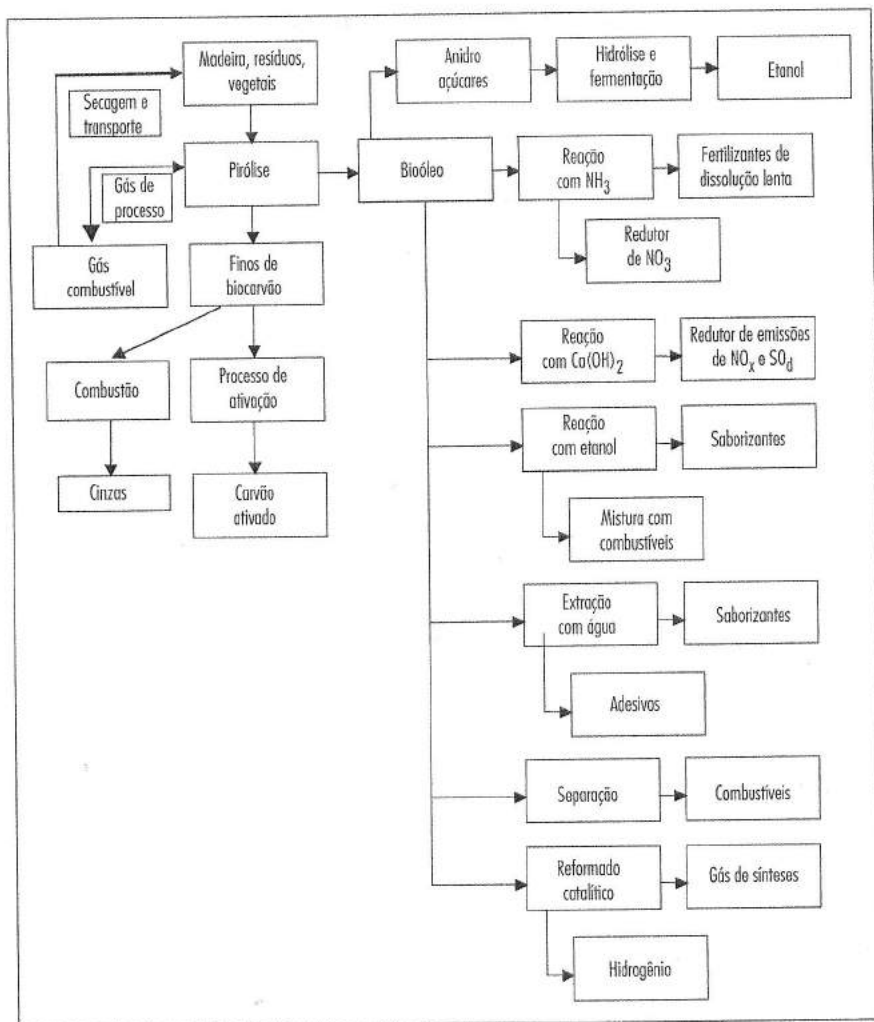 Madeira, resíduos,
vegetais
Secagem e
transporte
Pirólise
Gás de
processo
Gás
combustível
Finos de
biocarvão
Combustão
Processo de
ativação
Cinzas
Carvão
ativado
Bioóleo
Anidro
açúcares
Hidrólise e
fermentação
Etanol
Reação
com NH3
Fertilizantes de
dissolução lenta
Redutor
de NO3
Reação
com Ca(OH)2
Redutor de emissões
de NOx e SOd
Reação
com etanol
Saborizantes
Mistura com
combustíveis
Extração
com água
Saborizantes
Adesivos
Separação
Combustíveis
Reformado
catalítico
Gás de sínteses
Hidrogênio